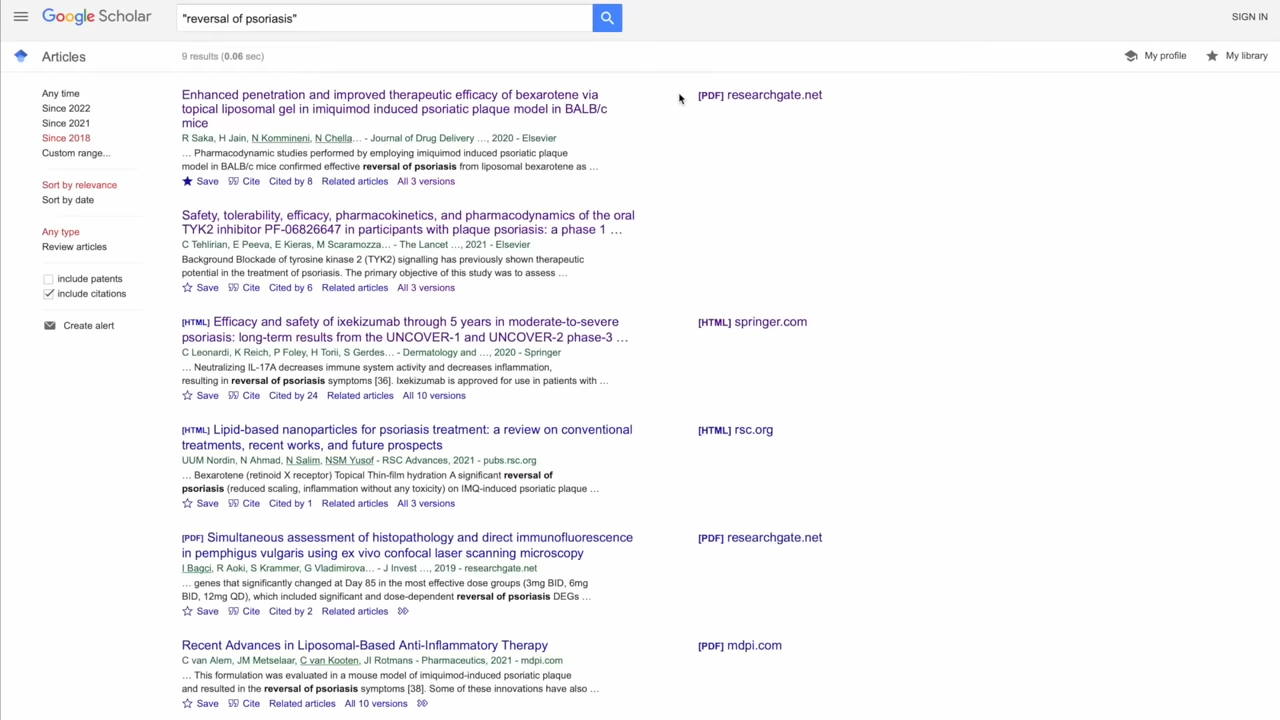 Google Scholar
"reversal of psoriasis"
SIGN IN
Articles
9 results (0.06 sec)
My profile
My library
Any time
Since 2022
Since 2021
Since 2018
Custom range...
Sort by relevance
Sort by date
Any type
Review articles
include patents
include citations
Create alert
Enhanced penetration and improved therapeutic efficacy of bexarotene via
topical liposomal gel in imiquimod induced psoriatic plaque model in BALB/c
mice
R Saka, H Jain, N Kommineni, N Chella… - Journal of Drug Delivery …, 2020 - Elsevier
… Pharmacodynamic studies performed by employing imiquimod induced psoriatic plaque
model in BALB/c mice confirmed effective reversal of psoriasis from liposomal bexarotene as …
Save Cite Cited by 8 Related articles All 3 versions
[PDF] researchgate.net
Safety, tolerability, efficacy, pharmacokinetics, and pharmacodynamics of the oral
TYK2 inhibitor PF-06826647 in participants with plaque psoriasis: a phase 1 …
C Tehlirian, E Peeva, E Kieras, M Scaramozza… - The Lancet …, 2021 - Elsevier
Background Blockade of tyrosine kinase 2 (TYK2) signalling has previously shown therapeutic
potential in the treatment of psoriasis. The primary objective of this study was to assess …
Save Cite Cited by 6 Related articles All 3 versions
[HTML] Efficacy and safety of ixekizumab through 5 years in moderate-to-severe
psoriasis: long-term results from the UNCOVER-1 and UNCOVER-2 phase-3 …
C Leonardi, K Reich, P Foley, H Torii, S Gerdes… - Dermatology and …, 2020 - Springer
… Neutralizing IL-17A decreases immune system activity and decreases inflammation,
resulting in reversal of psoriasis symptoms [36]. Ixekizumab is approved for use in patients with …
Save Cite Cited by 24 Related articles All 10 versions
[HTML] springer.com
[HTML] Lipid-based nanoparticles for psoriasis treatment: a review on conventional
treatments, recent works, and future prospects
UUM Nordin, N Ahmad, N Salim, NSM Yusof - RSC Advances, 2021 - pubs.rsc.org
… Bexarotene (retinoid X receptor) Topical Thin-film hydration A significant reversal of
psoriasis (reduced scaling, inflammation without any toxicity) on IMQ-induced psoriatic plaque …
Save Cite Cited by 1 Related articles All 3 versions
[HTML] rsc.org
[PDF] Simultaneous assessment of histopathology and direct immunofluorescence
in pemphigus vulgaris using ex vivo confocal laser scanning microscopy
I Bagci, R Aoki, S Krammer, G Vladimirova… - J Invest …, 2019 - researchgate.net
… genes that significantly changed at Day 85 in the most effective dose groups (3mg BID, 6mg
BID, 12mg QD), which included significant and dose-dependent reversal of psoriasis DEGs …
Save Cite Cited by 2 Related articles
[PDF] researchgate.net
Recent Advances in Liposomal-Based Anti-Inflammatory Therapy
C van Alem, JM Metselaar, C van Kooten, JI Rotmans - Pharmaceutics, 2021 - mdpi.com
… This formulation was evaluated in a mouse model of imiquimod-induced psoriatic plaque
and resulted in the reversal of psoriasis symptoms [38]. Some of these innovations have also …
Save Cite Related articles All 10 versions
[PDF] mdpi.com